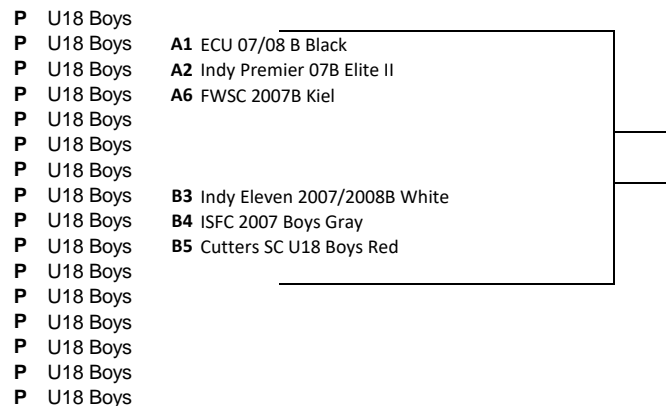 P U18 Boys
P U18 Boys A1 ECU 07/08 B Black
P U18 Boys A2 Indy Premier 07B Elite II
P U18 Boys A6 FWSC 2007B Kiel
P U18 Boys
P U18 Boys
P U18 Boys
P U18 Boys B3 Indy Eleven 2007/2008B White
P U18 Boys B4 ISFC 2007 Boys Gray
P U18 Boys B5 Cutters SC U18 Boys Red
P U18 Boys
P U18 Boys
P U18 Boys
P U18 Boys
P U18 Boys
P U18 Boys